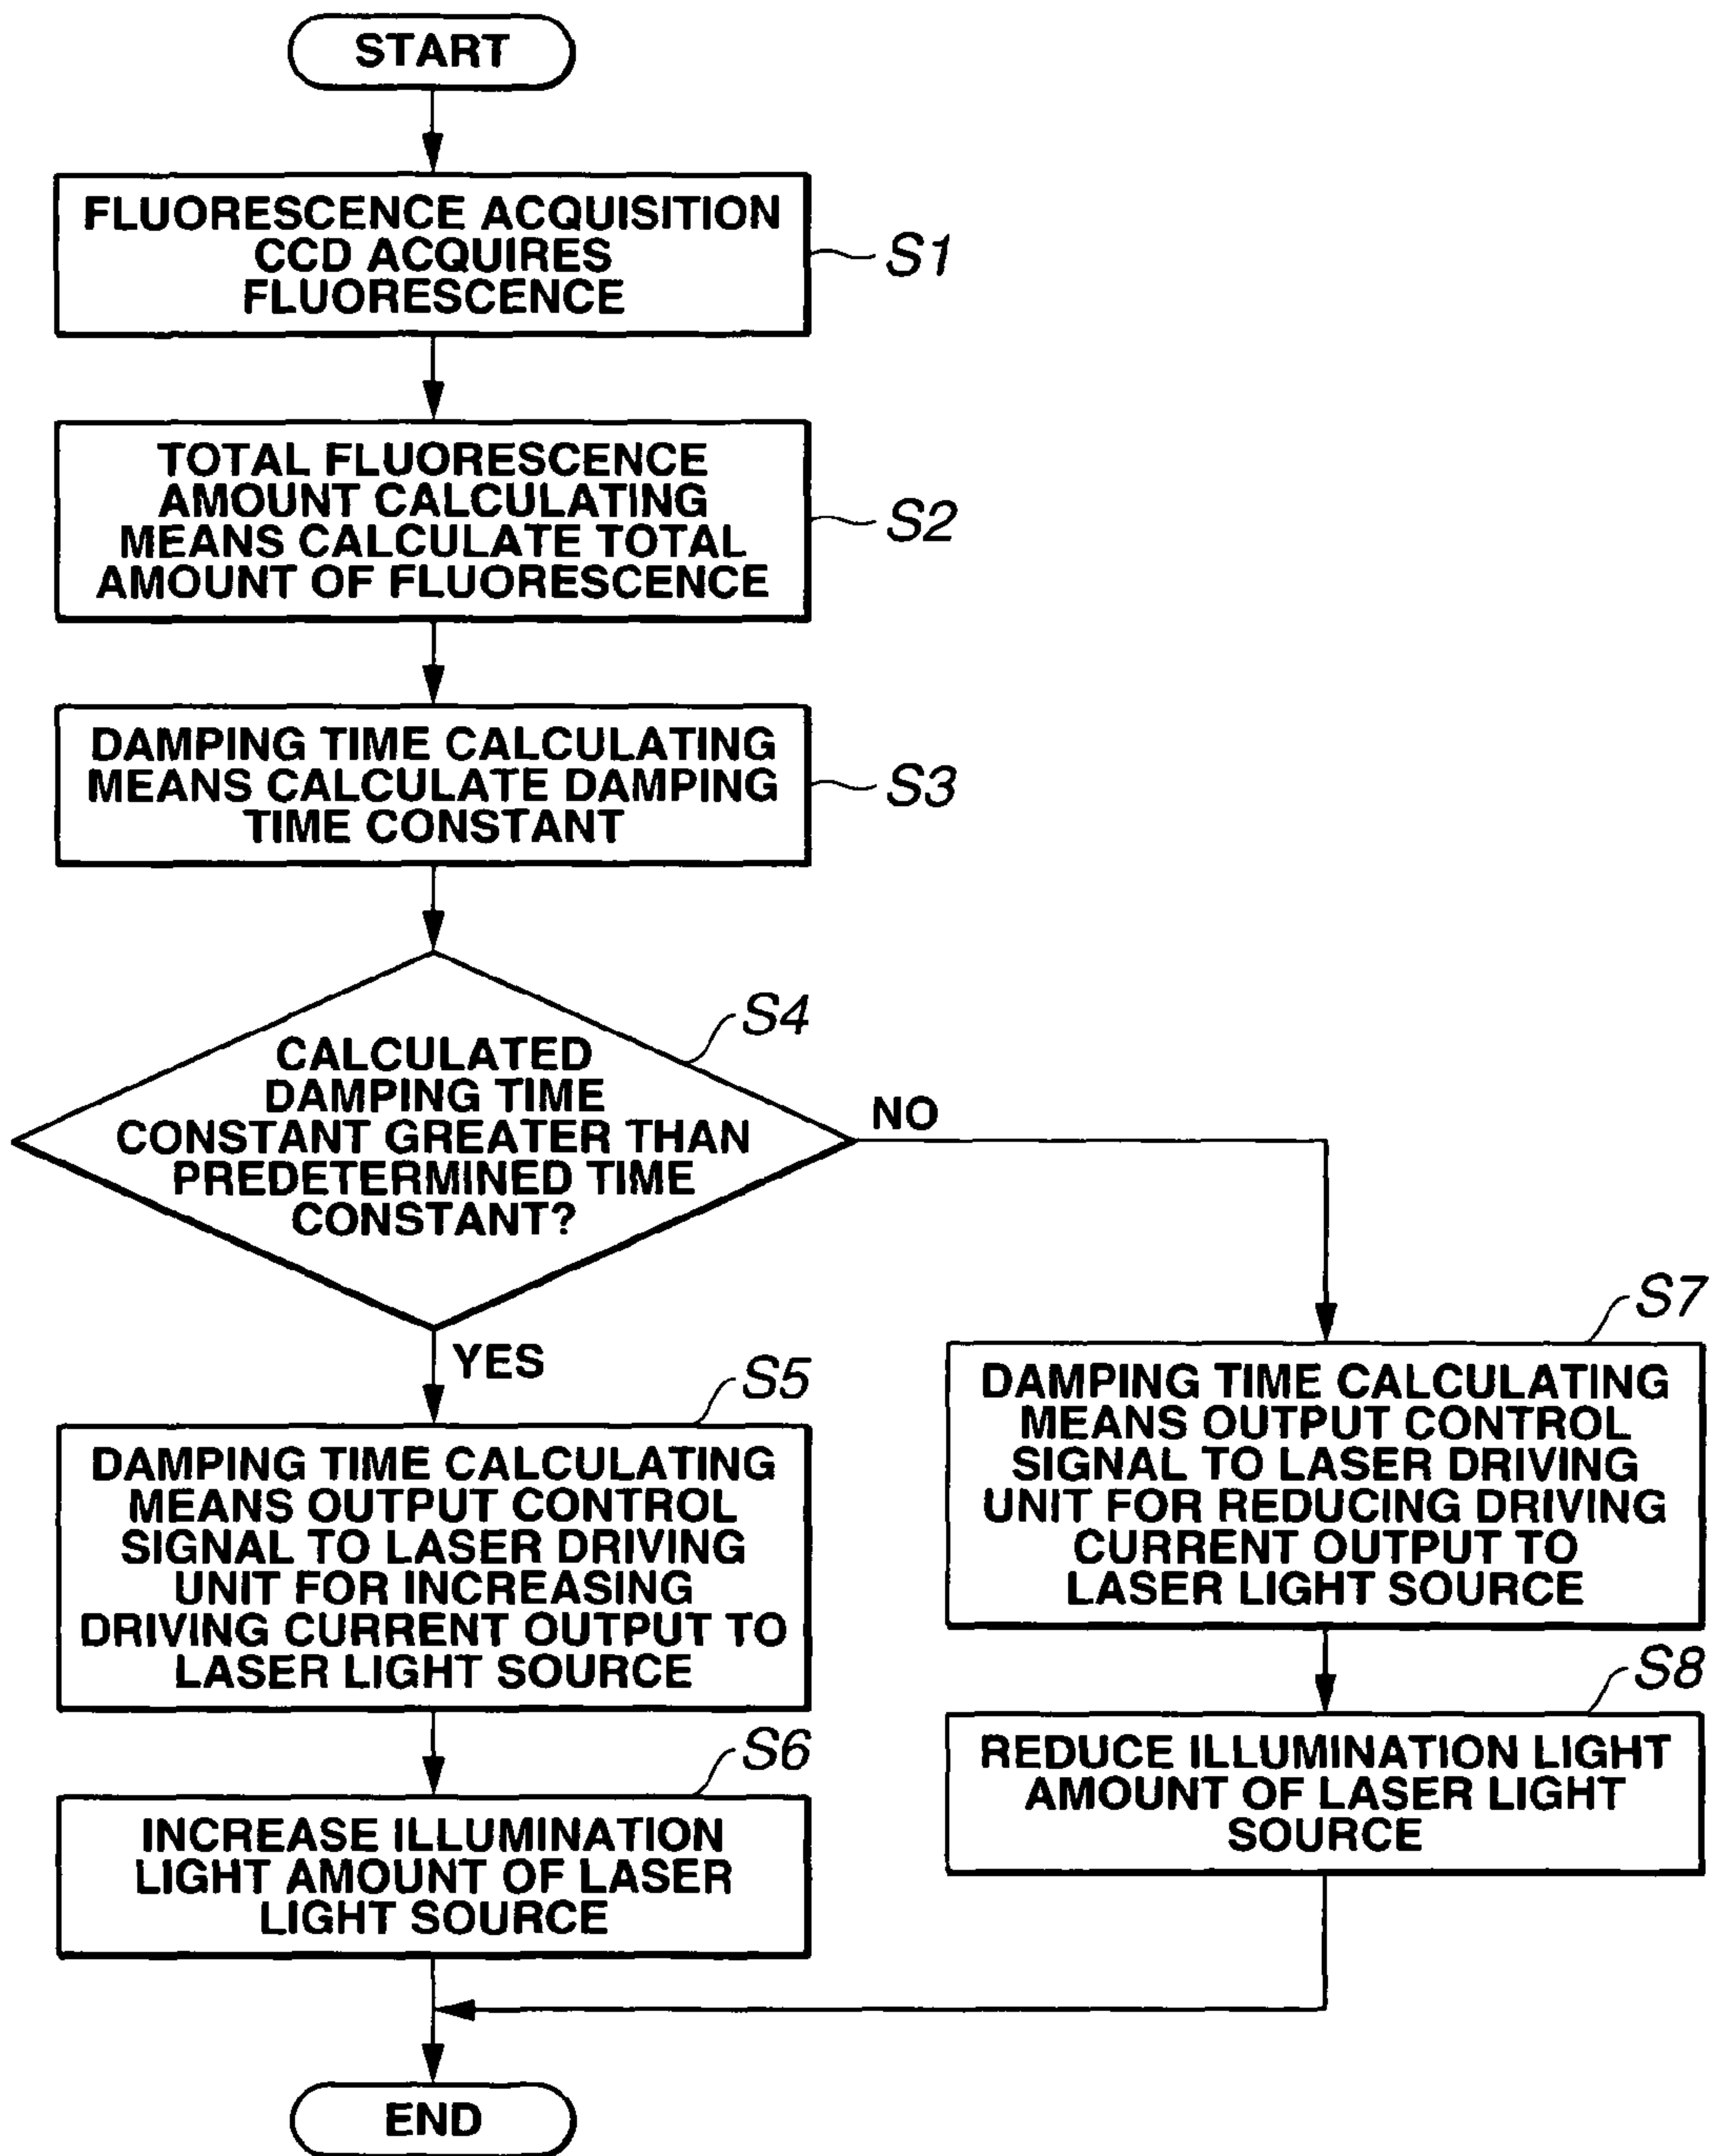 START
FLUORESCENCE ACQUISITION
CCD ACQUIRES
FLUORESCENCE
S1
TOTAL FLUORESCENCE
AMOUNT CALCULATING
MEANS CALCULATE TOTAL
AMOUNT OF FLUORESCENCE
S2
DAMPING TIME CALCULATING
MEANS CALCULATE DAMPING
TIME CONSTANT
S3
S4
CALCULATED
DAMPING TIME
CONSTANT GREATER THAN
PREDETERMINED TIME
CONSTANT?
NO
YES
S5
DAMPING TIME CALCULATING
MEANS OUTPUT CONTROL
SIGNAL TO LASER DRIVING
UNIT FOR INCREASING
DRIVING CURRENT OUTPUT TO
LASER LIGHT SOURCE
S6
INCREASE ILLUMINATION
LIGHT AMOUNT OF LASER
LIGHT SOURCE
S7
DAMPING TIME CALCULATING
MEANS OUTPUT CONTROL
SIGNAL TO LASER DRIVING
UNIT FOR REDUCING DRIVING
CURRENT OUTPUT TO
LASER LIGHT SOURCE
S8
REDUCE ILLUMINATION LIGHT
AMOUNT OF LASER LIGHT
SOURCE
END